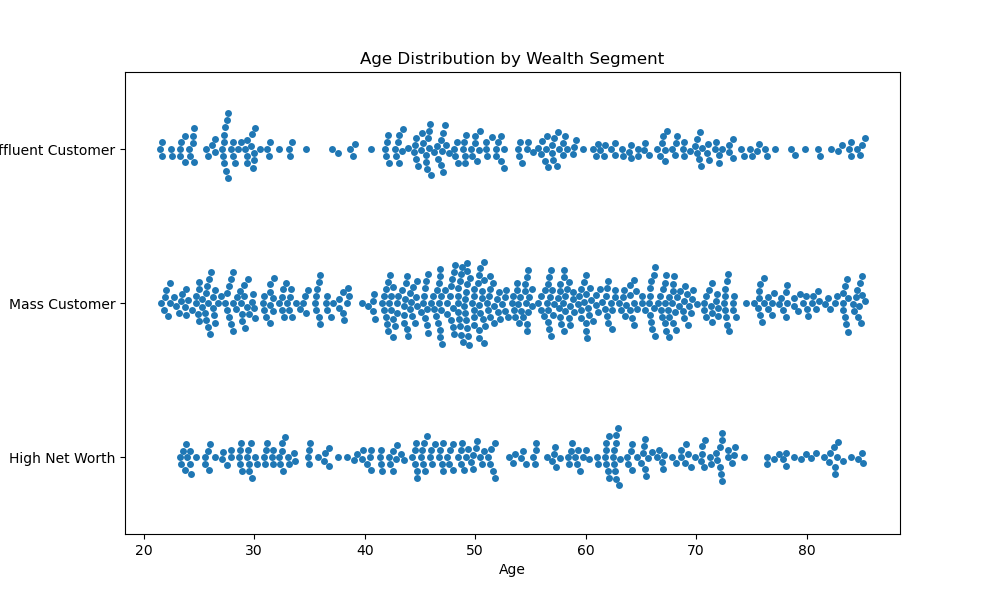 Age Distribution by Wealth Segment
ffluent Customer
Mass Customer
High Net Worth
20 30 40 50 60 70 80
Age